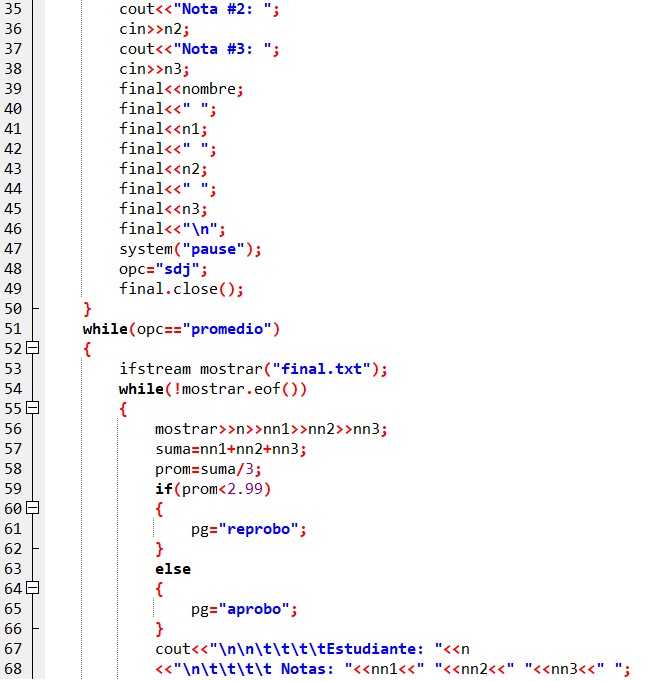 35 cout<<"Nota #2: ";
36 cin>>n2;
37 cout<<"Nota #3: ";
38 cin>>n3;
39 final<<nombre;
40 final<<" ";
41 final<<n1;
42 final<<" ";
43 final<<n2;
44 final<<" ";
45 final<<n3;
46 final<<"\n";
47 system("pause");
48 opc="sdj";
49 final.close();
50 }
51 while(opc=="promedio")
52 {
53 ifstream mostrar("final.txt");
54 while(!mostrar.eof())
55 {
56 mostrar>>n>>nn1>>nn2>>nn3;
57 suma=nn1+nn2+nn3;
58 prom=suma/3;
59 if(prom<2.99)
60 {
61 pg="reprobo";
62 }
63 else
64 {
65 pg="aprobo";
66 }
67 cout<<"\n\n\t\t\t\tEstudiante: "<<n
68 <<"\n\t\t\t\t Notas: "<<nn1<<" "<<nn2<<" "<<nn3<<" ";